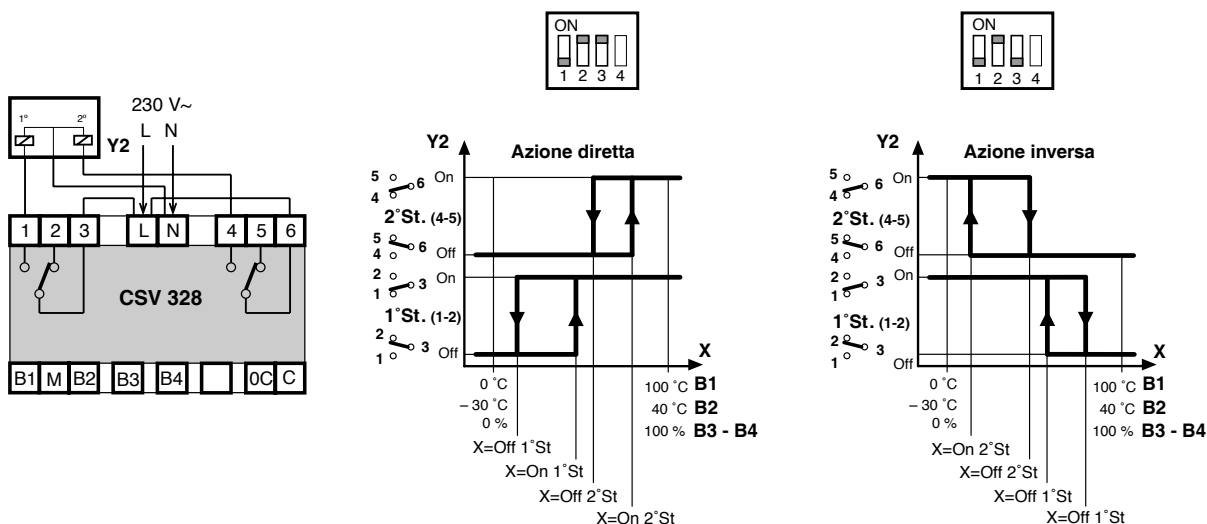 1° 2°
Y2
230 V~
L N
1 2 3 L N 4 5 6
CSV 328
B1 M B2 B3 B4 0C C
ON
1 2 3 4
Y2
Azione diretta
5 6 On
4
2°St. (4-5)
5 6
4 Off
2 3 On
1
1°St. (1-2)
2 3
1 Off
X
0 °C 100 °C B1
– 30 °C 40 °C B2
0 % 100 % B3 - B4
X=Off 1°St
X=On 1°St
X=Off 2°St
X=On 2°St
ON
1 2 3 4
Y2
Azione inversa
5 6 On
4
2°St. (4-5)
5 6
4 Off
2 3 On
1
1°St. (1-2)
2 3
1 Off
X
0 °C 100 °C B1
– 30 °C 40 °C B2
0 % 100 % B3 - B4
X=On 2°St
X=Off 2°St
X=Off 1°St
X=Off 1°St